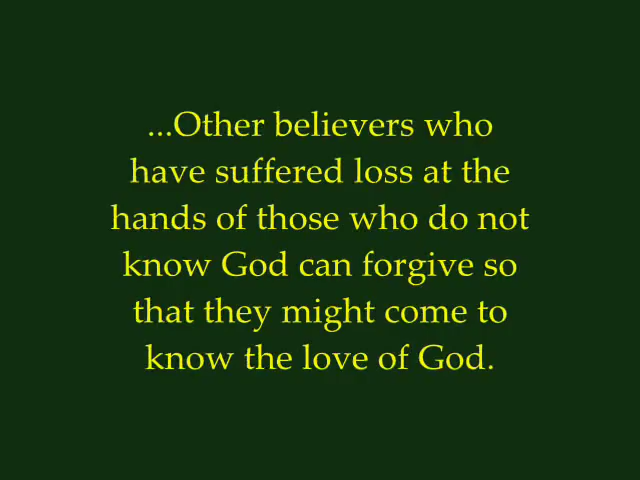 ...Other believers who
have suffered loss at the
hands of those who do not
know God can forgive so
that they might come to
know the love of God.